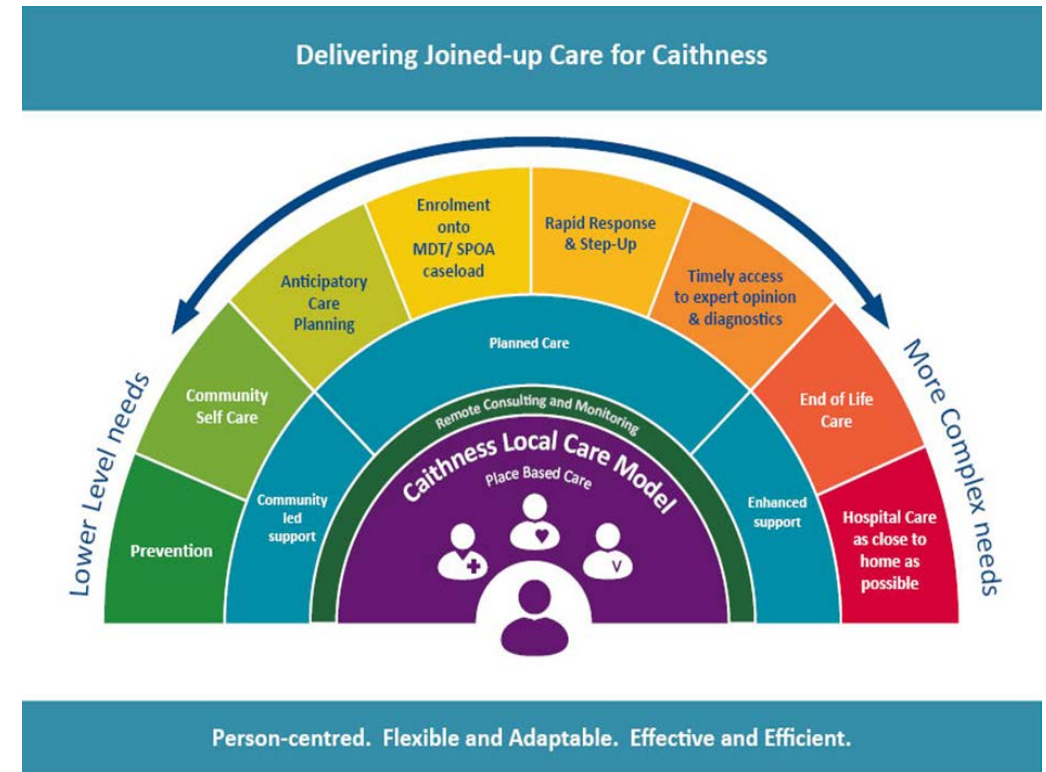 Delivering Joined-up Care for Caithness
Lower Level needs
More Complex needs
Prevention
Community
Self Care
Anticipatory
Care
Planning
Enrolment
onto
MDT/ SPOA
caseload
Rapid Response
& Step-Up
Timely access
to expert opinion
& diagnostics
End of Life
Care
Hospital Care
as close to
home as
possible
Community
led
support
Planned Care
Enhanced
support
Remote Consulting and Monitoring
Caithness Local Care Model
Place Based Care
V
Person-centred. Flexible and Adaptable. Effective and Efficient.